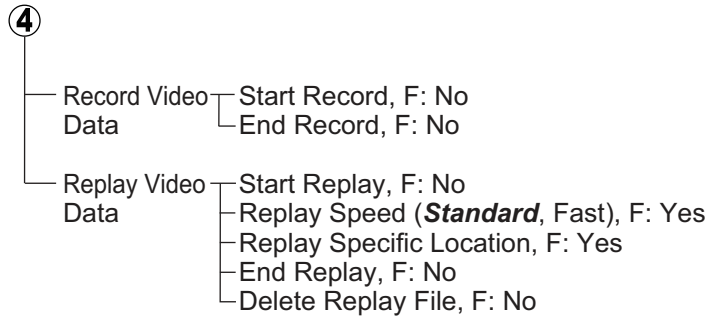 4
Record Video Start Record, F: No
Data End Record, F: No
Replay Video Start Replay, F: No
Data Replay Speed (Standard, Fast), F: Yes
Replay Specific Location, F: Yes
End Replay, F: No
Delete Replay File, F: No